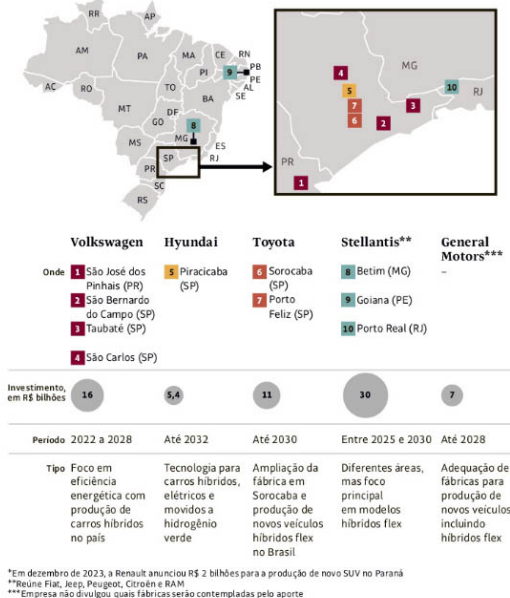 RR
AP
AM
PA
MA
CE
RN
PB
PE
AL
SE
PI
9
AC
RO
TO
BA
MT
DF
GO
8
MG
MS
ES
SP
RJ
PR
SC
RS
4
MG
5
7
6
3
10
RJ
2
PR
1
Volkswagen
Hyundai
Toyota
Stellantis**
General
Motors***
Onde
1 São José dos
Pinhais (PR)
2 São Bernardo
do Campo (SP)
3 Taubaté (SP)
4 São Carlos (SP)
5 Piracicaba
(SP)
6 Sorocaba
(SP)
7 Porto
Feliz (SP)
8 Betim (MG)
9 Goiana (PE)
10 Porto Real (RJ)
–
Investimento,
em R$ bilhões
16
5,4
11
30
7
Período
2022 a 2028
Até 2032
Até 2030
Entre 2025 e 2030
Até 2028
Tipo
Foco em
eficiência
energética com
produção de
carros híbridos
no país
Tecnologia para
carros híbridos,
elétricos e
movidos a
hidrogênio
verde
Ampliação da
fábrica em
Sorocaba e
produção de
novos veículos
híbridos flex
no Brasil
Diferentes áreas,
mas foco
principal
em modelos
híbridos flex
Adequação de
fábricas para
produção de
novos veículos
incluindo
híbridos flex
*Em dezembro de 2023, a Renault anunciou R$ 2 bilhões para a produção de novo SUV no Paraná
**Reúne Fiat, Jeep, Peugeot, Citroën e RAM
***Empresa não divulgou quais fábricas serão contempladas pelo aporte